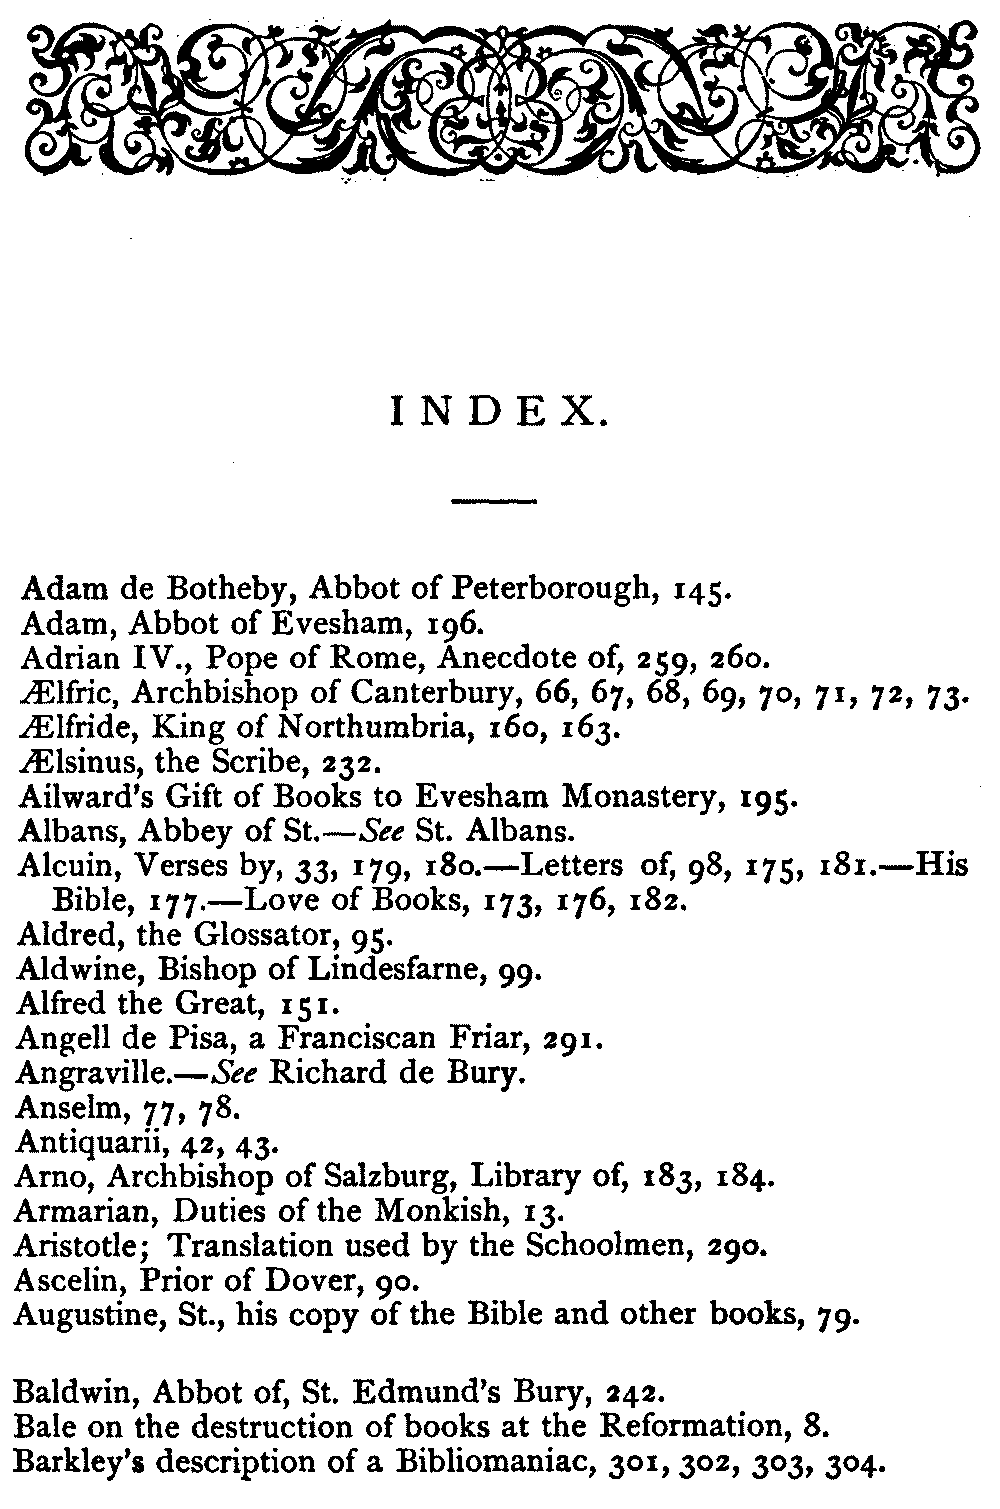 INDEX.
Adam de Botheby, Abbot of Peterborough, 145.
Adam, Abbot of Evesham, 196.
Adrian IV., Pope of Rome, Anecdote of, 259, 260.
Ælfric, Archbishop of Canterbury, 66, 67, 68, 69, 70, 71, 72, 73.
Ælfride, King of Northumbria, 160, 163.
Ælsinus, the Scribe, 232.
Ailward's Gift of Books to Evesham Monastery, 195.
Albans, Abbey of St.—See St. Albans.
Alcuin, Verses by, 33, 179, 180.—Letters of, 98, 175, 181.—His
Bible, 177.—Love of Books, 173, 176, 182.
Aldred, the Glossator, 95.
Aldwine, Bishop of Lindesfarne, 99.
Alfred the Great, 151.
Angell de Pisa, a Franciscan Friar, 291.
Angraville.—See Richard de Bury.
Anselm, 77, 78.
Antiquarii, 42, 43.
Arno, Archbishop of Salzburg, Library of, 183, 184.
Armarian, Duties of the Monkish, 13.
Aristotle; Translation used by the Schoolmen, 290.
Ascelin, Prior of Dover, 90.
Augustine, St., his copy of the Bible and other books, 79.
Baldwin, Abbot of, St. Edmund's Bury, 242.
Bale on the destruction of books at the Reformation, 8.
Barkley's description of a Bibliomaniac, 301, 302, 303, 304.